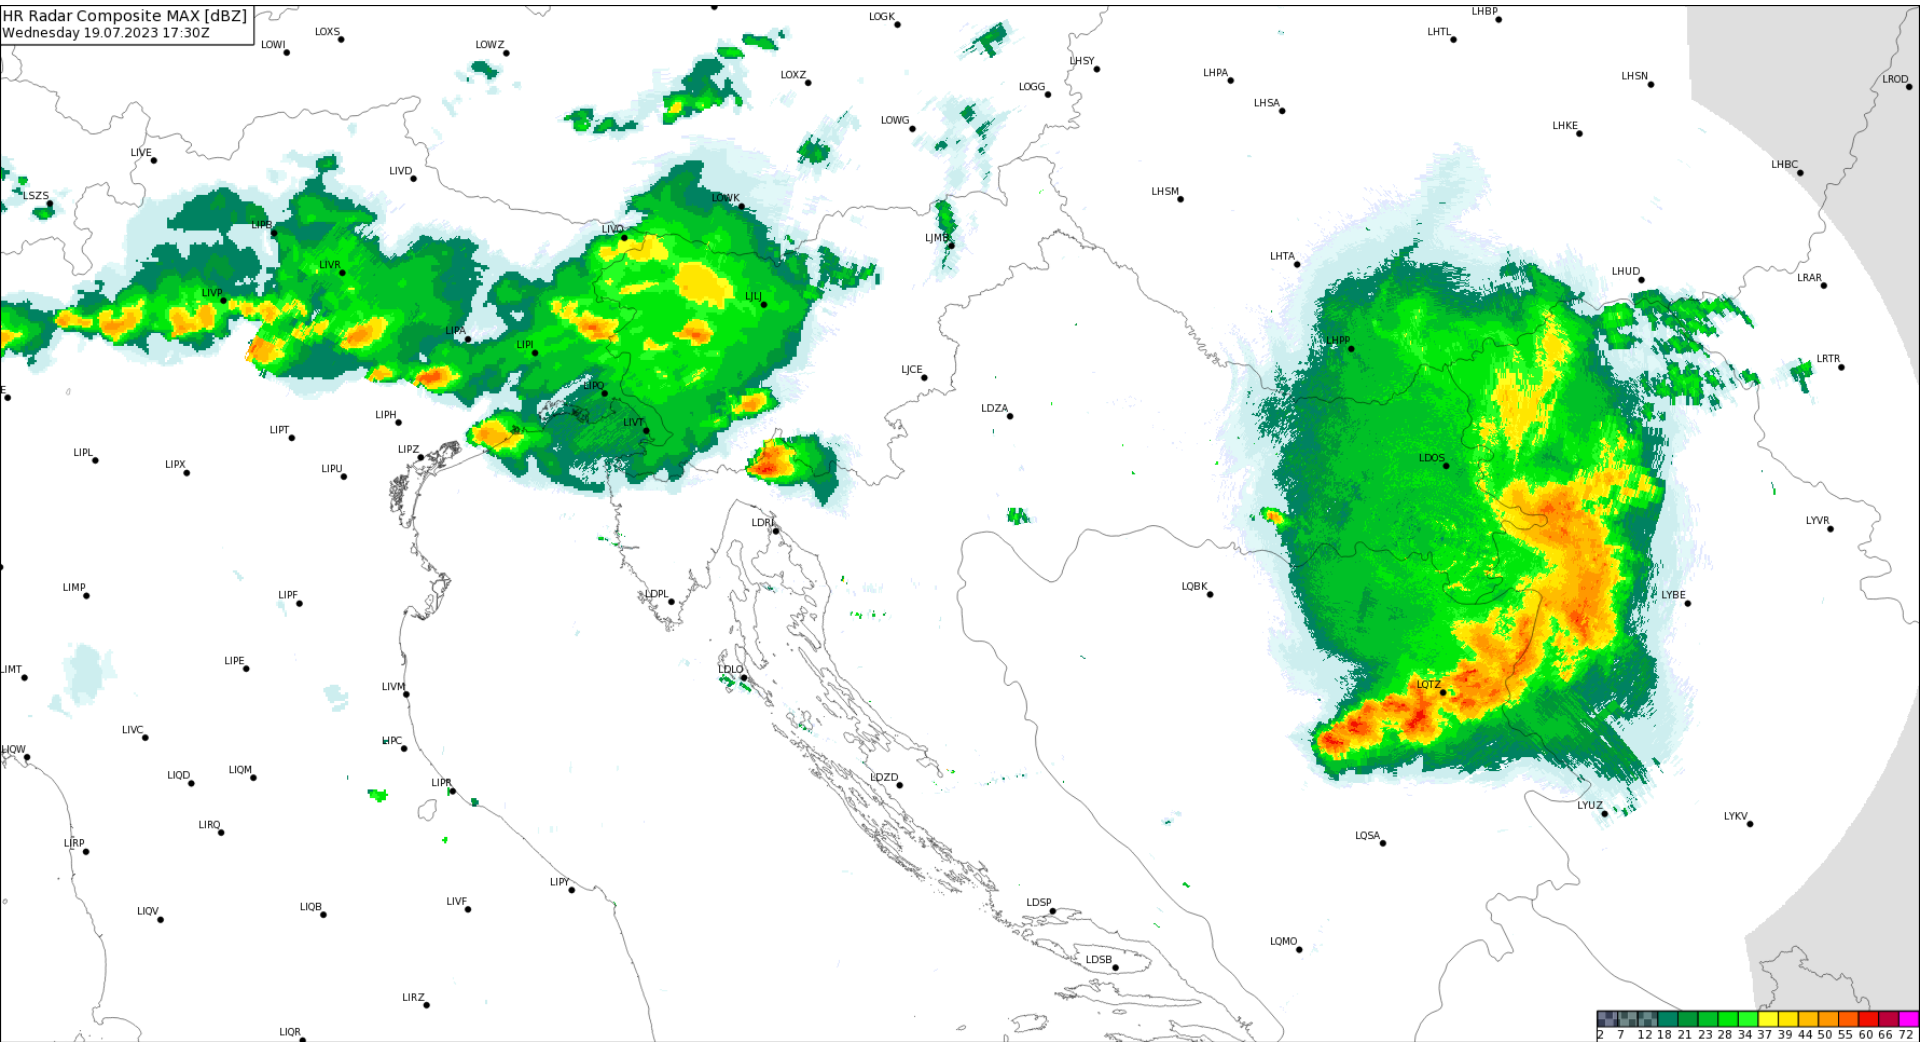 HR Radar Composite MAX [dBZ]
Wednesday 19.07.2023 17:30Z
LOGK
LHBP
LOXS
LOWI
LOWZ
LHTL
LHSY
LOXZ
LHPA
LHSN
LROD
LOGG
LHSA
LOWG
LHKE
LIVE
LHBC
LIVD
LSZS
LHSM
LOWK
LIPB
LIVO
LJMB
LHTA
LIVR
LHUD
LRAR
LIVP
LJLJ
LIPA
LIPI
LHPP
LRTR
LJCE
E
LIPQ
LDZA
LIPH
LIVT
LIPT
LIPZ
LIPL
LDOS
LIPX
LIPU
LDRI
LYVR
LIMP
LIPF
LDPL
LQBK
LYBE
LIPE
LIMT
LDLO
LIVM
LQTZ
LIVC
LIPC
LIQW
LIQD
LIQM
LIPR
LDZD
LYUZ
LIRQ
LYKV
LQSA
LIRP
LIPY
LIQV
LIQB
LIVF
LDSP
LQMO
LDSB
LIRZ
LIQR
2 7 12 18 21 23 28 34 37 39 44 50 55 60 66 72